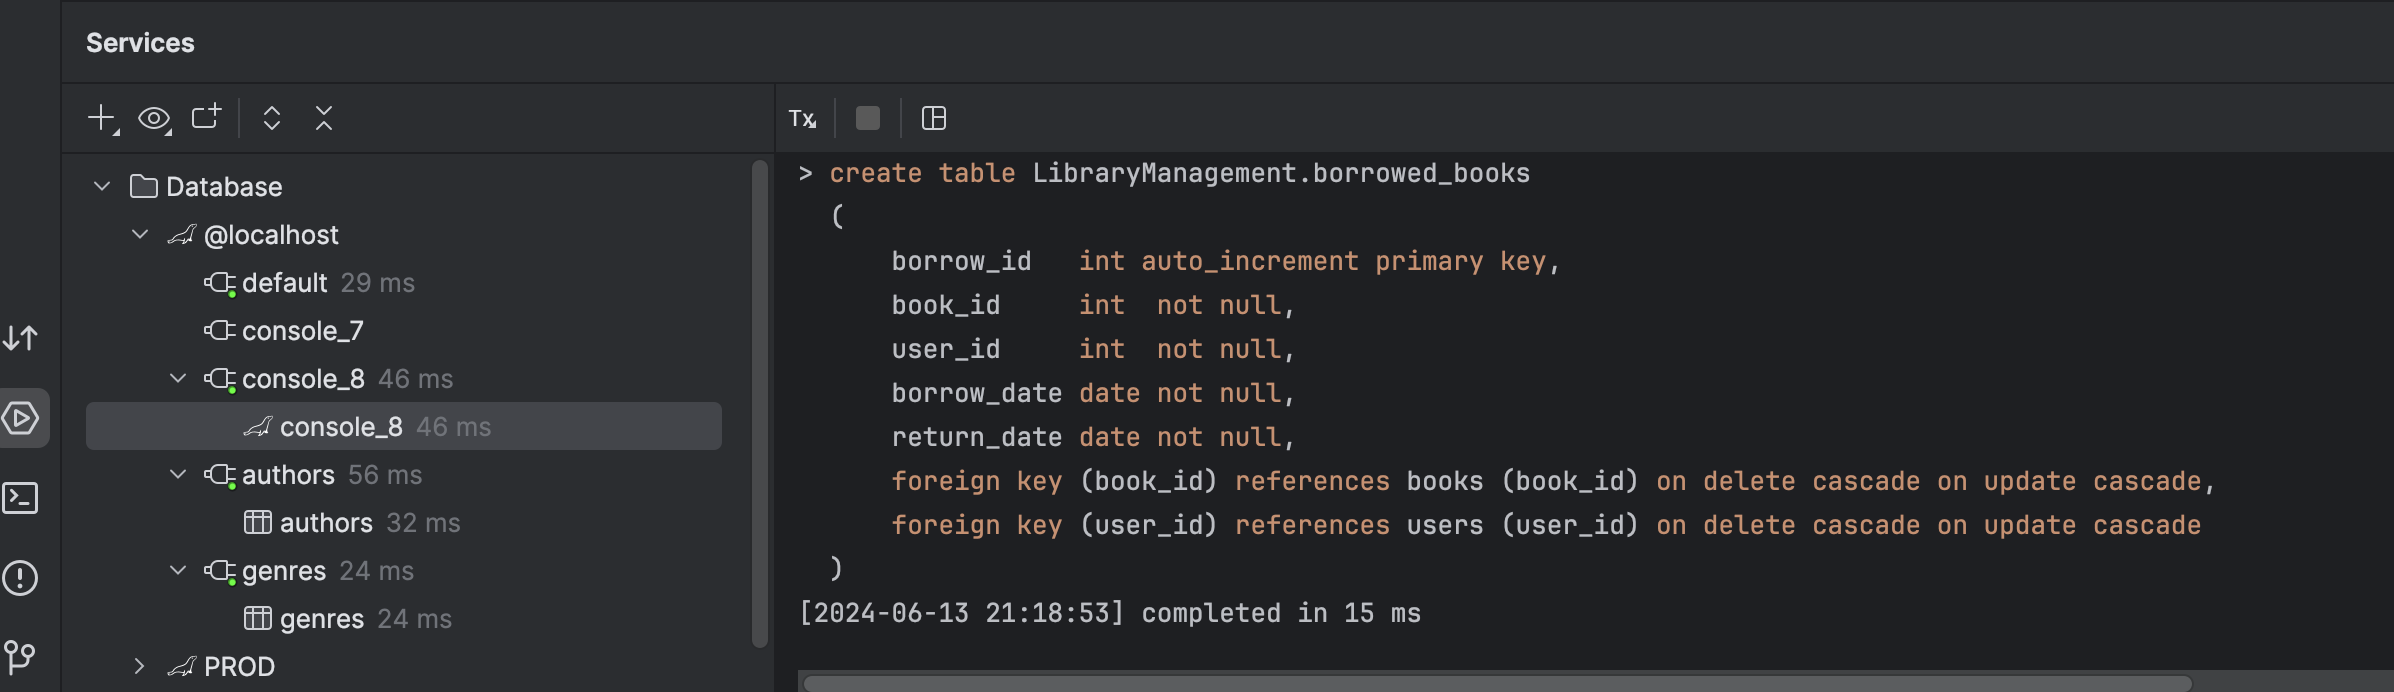 Services
Tx
Database
@localhost
default 29 ms
console_7
console_8 46 ms
console_8 46 ms
authors 56 ms
authors 32 ms
genres 24 ms
genres 24 ms
PROD
> create table LibraryManagement.borrowed_books
(
borrow_id   int auto_increment primary key,
book_id     int  not null,
user_id     int  not null,
borrow_date date not null,
return_date date not null,
foreign key (book_id) references books (book_id) on delete cascade on update cascade,
foreign key (user_id) references users (user_id) on delete cascade on update cascade
)
[2024-06-13 21:18:53] completed in 15 ms